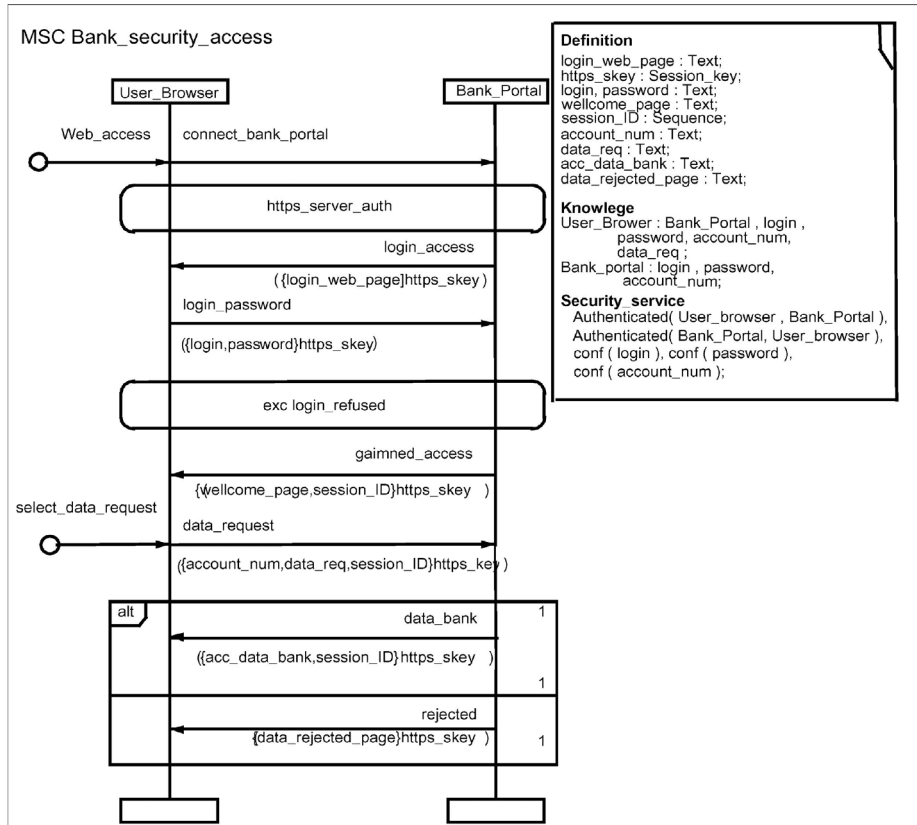 MSC Bank_security_access
User_Browser
Bank_Portal
Web_access
connect_bank_portal
https_server_auth
login_access
({login_web_page]https_skey)
login_password
({login,password}https_skey)
exc login_refused
gaimned_access
{wellcome_page,session_ID}https_skey )
select_data_request
data_request
({account_num,data_req,session_ID}https_key)
alt
1
data_bank
({acc_data_bank,session_ID}https_skey )
1
rejected
{data_rejected_page}https_skey )
1
Definition
login_web_page : Text;
https_skey : Session_key;
login, password : Text;
wellcome_page : Text;
session_ID : Sequence;
account_num : Text;
data_req : Text;
acc_data_bank : Text;
data_rejected_page : Text;
Knowlege
User_Brower : Bank_Portal , login ,
password, account_num,
data_req ;
Bank_portal : login , password,
account_num;
Security_service
Authenticated( User_browser , Bank_Portal ),
Authenticated( Bank_Portal, User_browser ),
conf ( login ), conf ( password ),
conf ( account_num );